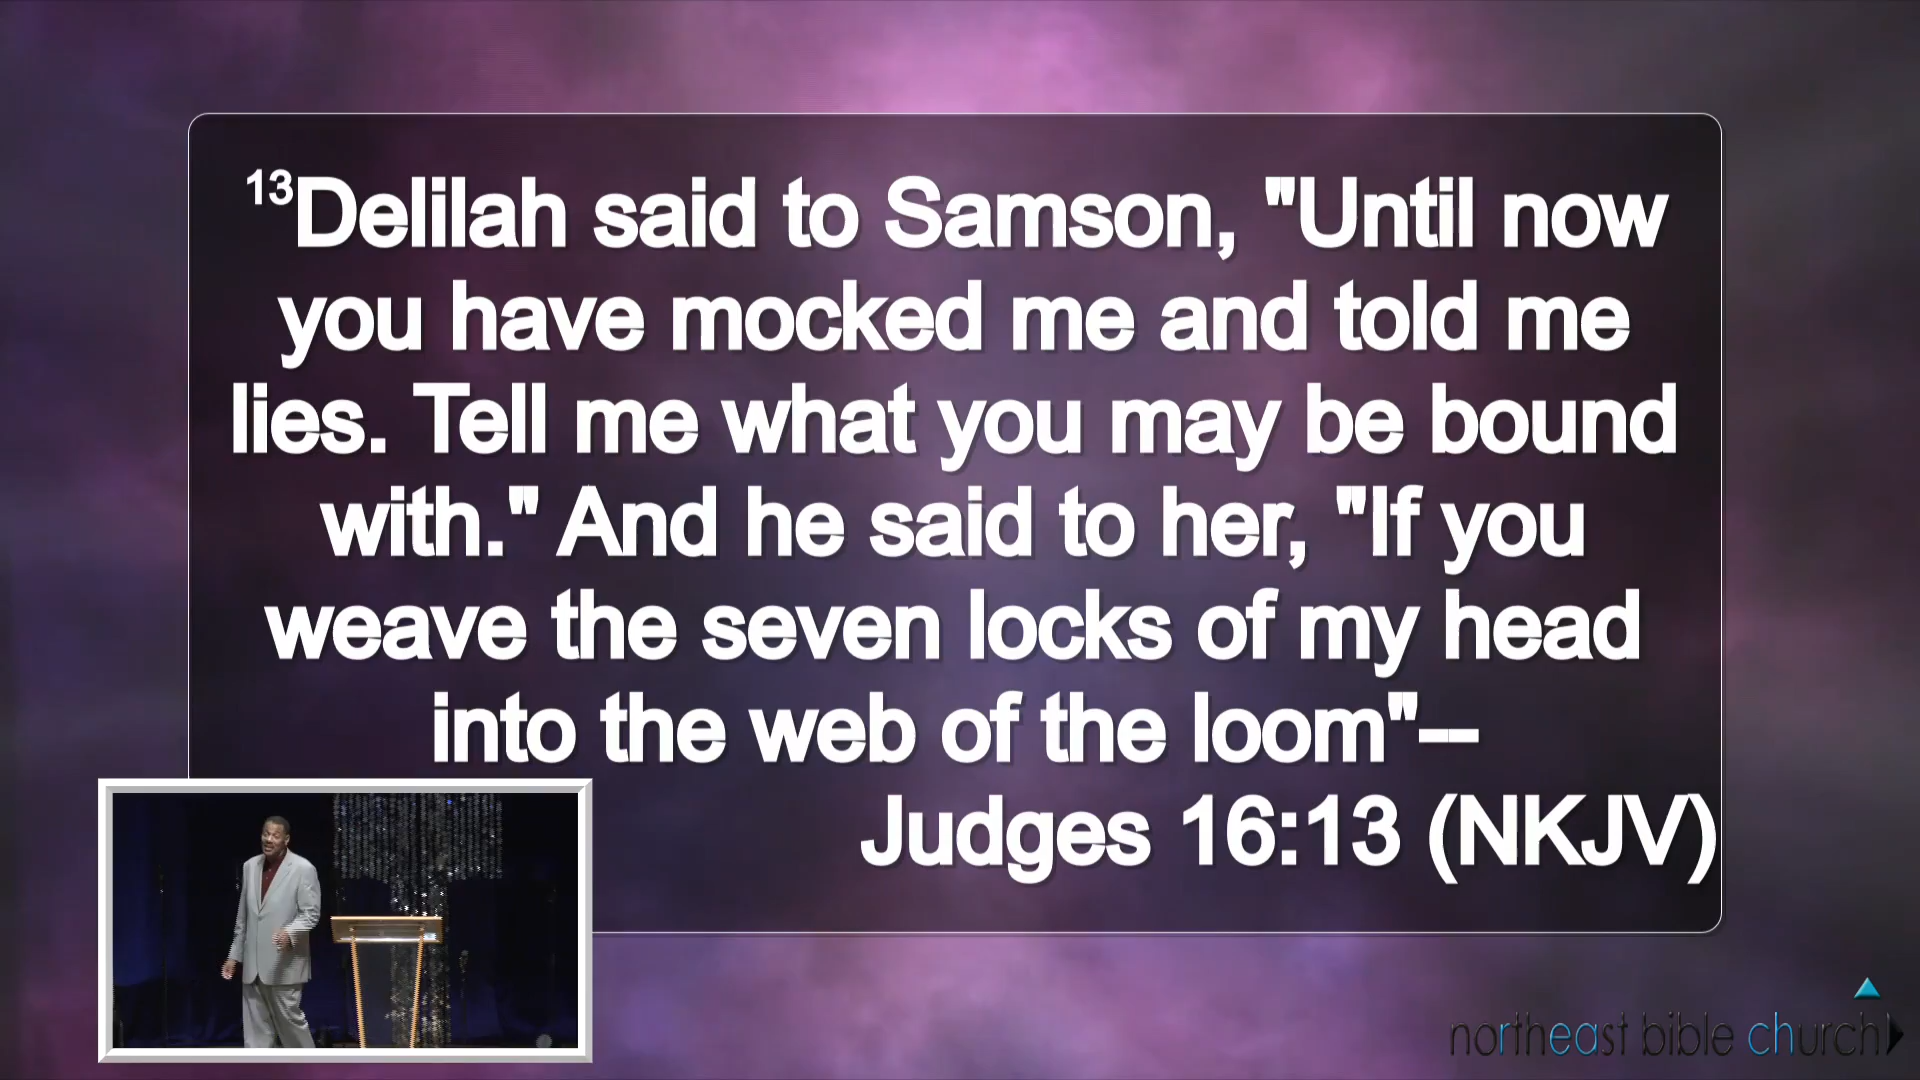 13Delilah said to Samson, "Until now
you have mocked me and told me
lies. Tell me what you may be bound
with." And he said to her, "If you
weave the seven locks of my head
into the web of the loom"--
Judges 16:13 (NKJV)
northeast bible church